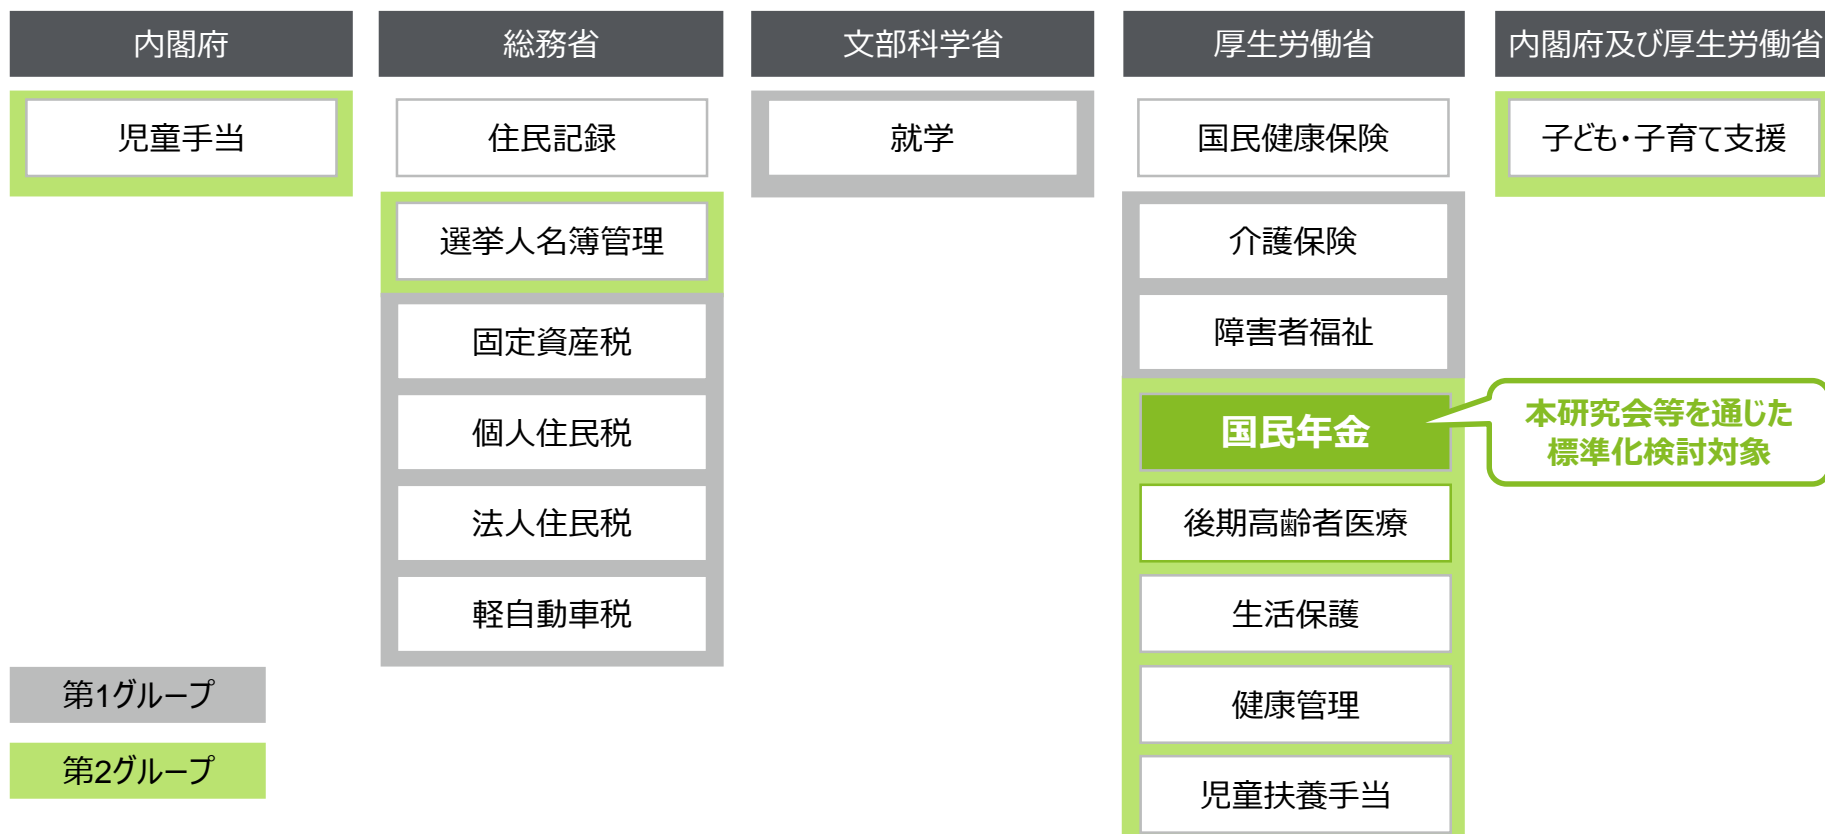 内閣府
総務省
文部科学省
厚生労働省
内閣府及び厚生労働省
児童手当
住民記録
就学
国民健康保険
子ども・子育て支援
選挙人名簿管理
介護保険
固定資産税
障害者福祉
個人住民税
国民年金
本研究会等を通じた
標準化検討対象
法人住民税
後期高齢者医療
軽自動車税
生活保護
第1グループ
健康管理
第2グループ
児童扶養手当